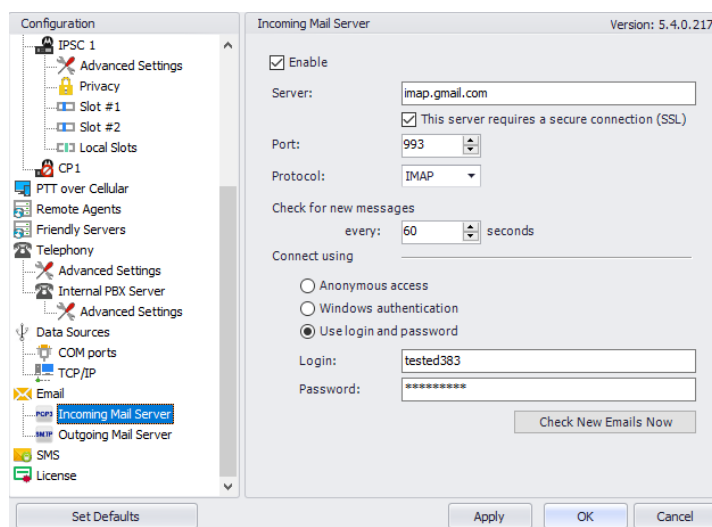 Configuration
IPSC 1
Advanced Settings
Privacy
Slot #1
Slot #2
Local Slots
CP1
PTT over Cellular
Remote Agents
Friendly Servers
Telephony
Advanced Settings
Internal PBX Server
Advanced Settings
Data Sources
COM ports
TCP/IP
Email
POP3 Incoming Mail Server
SMTP Outgoing Mail Server
SMS
License
Set Defaults
Incoming Mail Server Version: 5.4.0.217
Enable
Server: imap.gmail.com
This server requires a secure connection (SSL)
Port: 993
Protocol: IMAP
Check for new messages
every: 60 seconds
Connect using
Anonymous access
Windows authentication
Use login and password
Login: tested383
Password: *********
Check New Emails Now
Apply OK Cancel